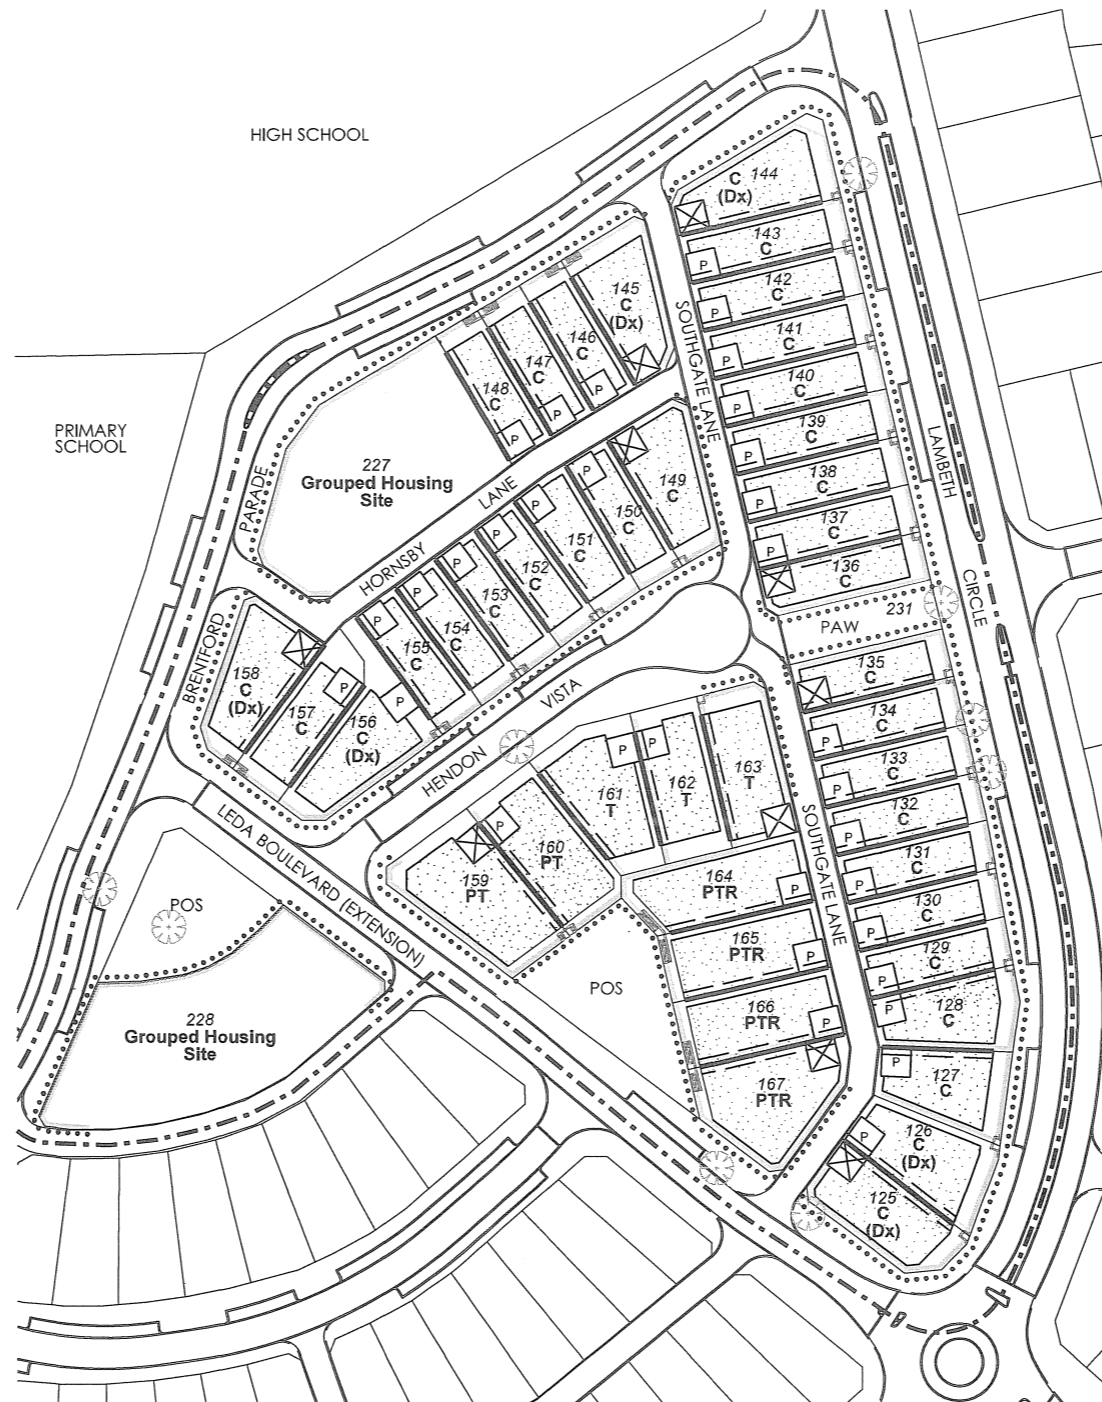 HIGH SCHOOL
PRIMARY
SCHOOL
144
C
(Dx)
143
C
P
142
C
P
141
C
P
140
C
P
139
C
P
138
C
P
137
C
P
136
C
145
C
(Dx)
146
C
P
147
C
P
148
C
P
SOUTHGATE LANE
LAMBETH
CIRCLE
227
Grouped Housing
Site
PARADE
BRENTFORD
HORNSBY
LANE
149
C
150
C
P
151
C
P
152
C
P
153
C
P
154
C
P
155
C
P
156
C
(Dx)
P
157
C
P
158
C
(Dx)
231
PAW
HENDON
VISTA
135
C
134
C
P
133
C
P
132
C
P
131
C
P
130
C
P
129
C
P
128
C
P
127
C
P
126
C
(Dx)
P
125
C
(Dx)
SOUTHGATE LANE
163
T
162
T
P
161
T
P
160
PT
P
159
PT
164
PTR
P
165
PTR
P
166
PTR
P
167
PTR
LEDA BOULEVARD (EXTENSION)
POS
POS
228
Grouped Housing
Site